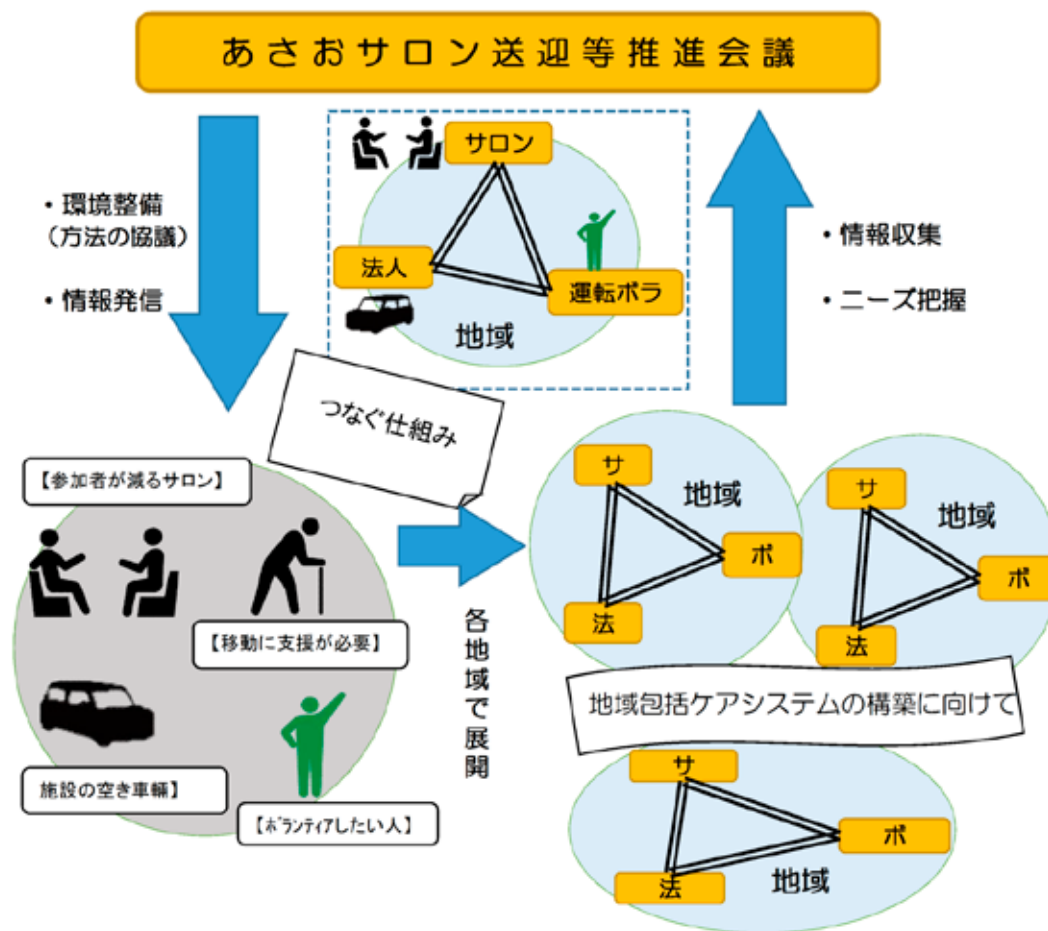 あさおサロン送迎等推進会議
・環境整備
（方法の協議）
・情報発信
サロン
法人
運転ボラ
地域
・情報収集
・ニーズ把握
つなぐ仕組み
【参加者が減るサロン】
【移動に支援が必要】
施設の空き車輛】
【ボランティアしたい人】
各地域で展開
サ
地域
ボ
法
サ
地域
ボ
法
地域包括ケアシステムの構築に向けて
サ
ボ
法
地域